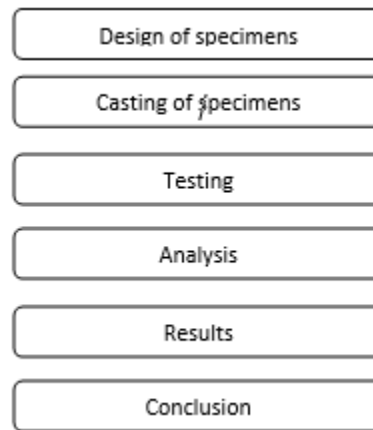 Design of specimens
Casting of specimens
Testing
Analysis
Results
Conclusion